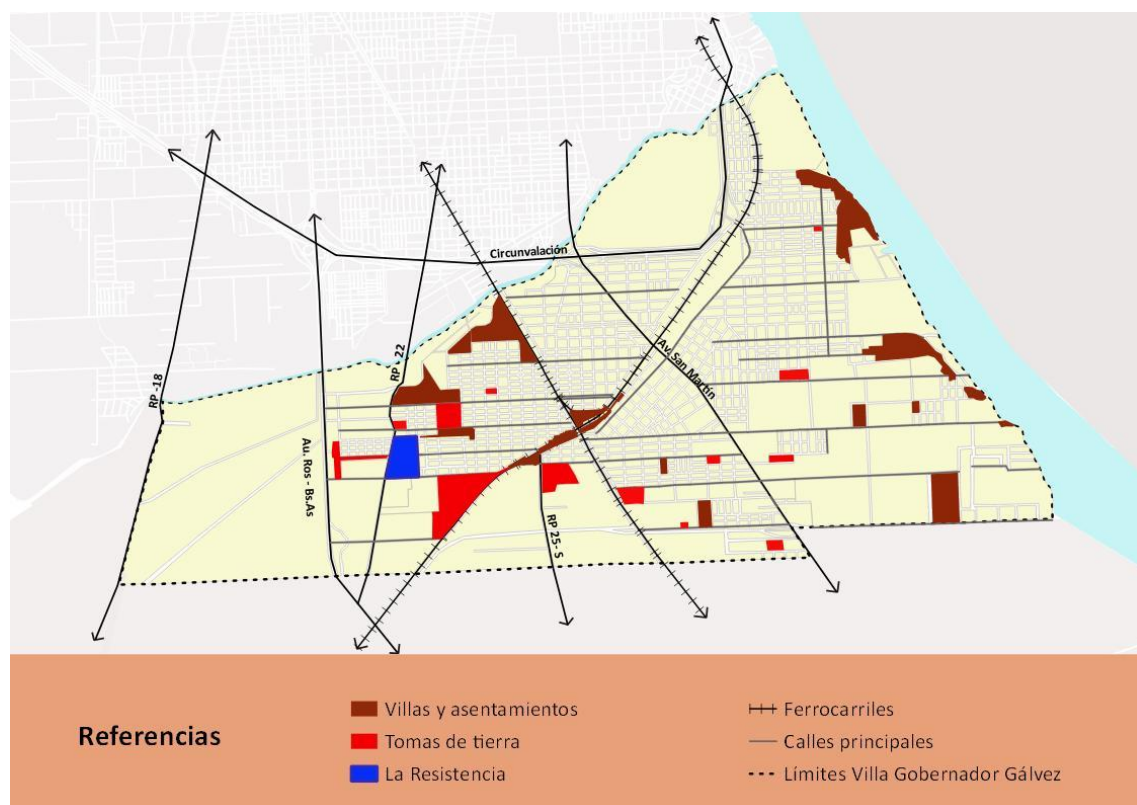 Circunvalación
RP -18
Au. Ros - Bs.As
RP 22
Av. San Martín
RP 25- S
Referencias
Villas y asentamientos
Tomas de tierra
La Resistencia
Ferrocarriles
Calles principales
Límites Villa Gobernador Gálvez